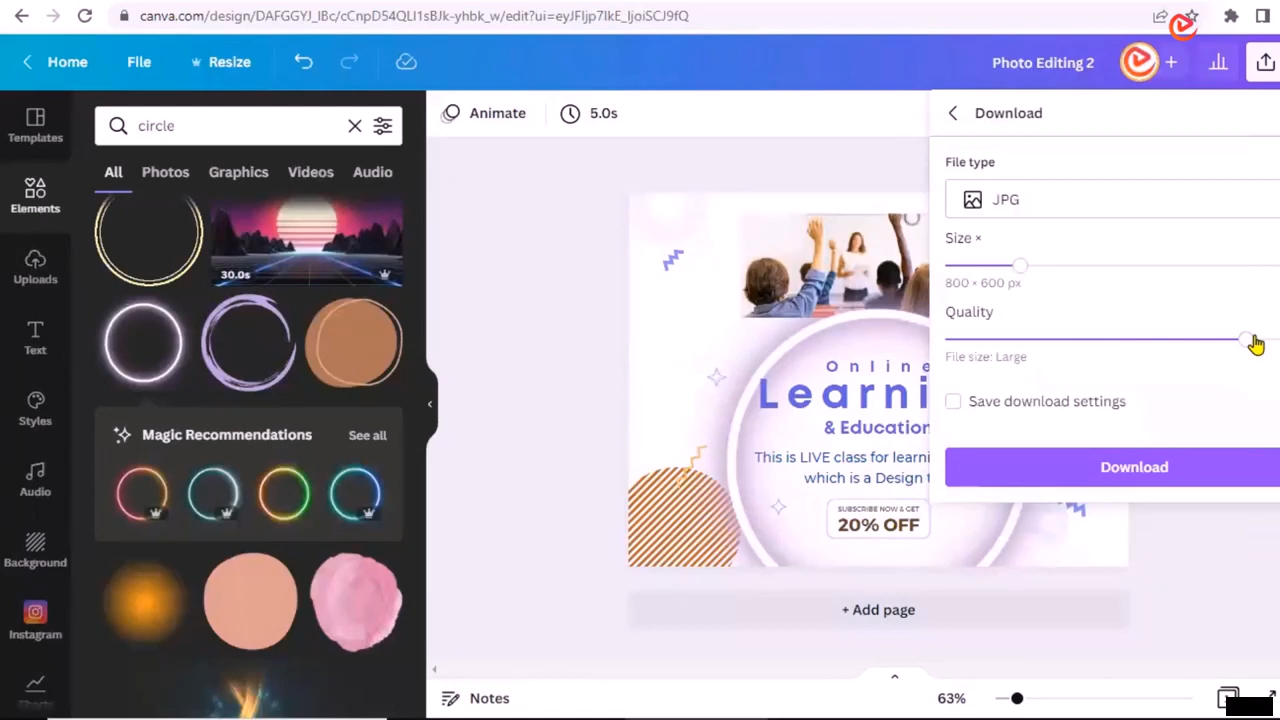 canva.com/design/DAFGGYJ_IBc/cCnpD54QLI1sBJk-yhbk_w/edit?ui=eyJFIjp7IkE_IjoiSCJ9fQ
Home
File
Resize
Photo Editing 2
Templates
Elements
Uploads
Text
Styles
Audio
Background
Instagram
circle
All
Photos
Graphics
Videos
Audio
30.0s
Magic Recommendations
See all
Animate
5.0s
Online
Learni
& Education
This is LIVE class for learni
which is a Design t
SUBSCRIBE NOW & GET
20% OFF
+ Add page
Notes
63%
Download
File type
JPG
Size ×
800 × 600 px
Quality
File size: Large
Save download settings
Download